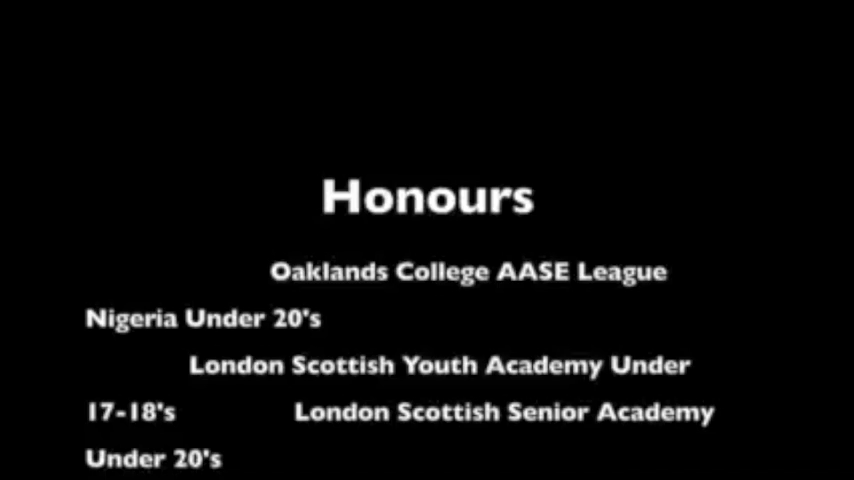 Honours
Oaklands College AASE League
Nigeria Under 20's
London Scottish Youth Academy Under
17-18's London Scottish Senior Academy
Under 20's